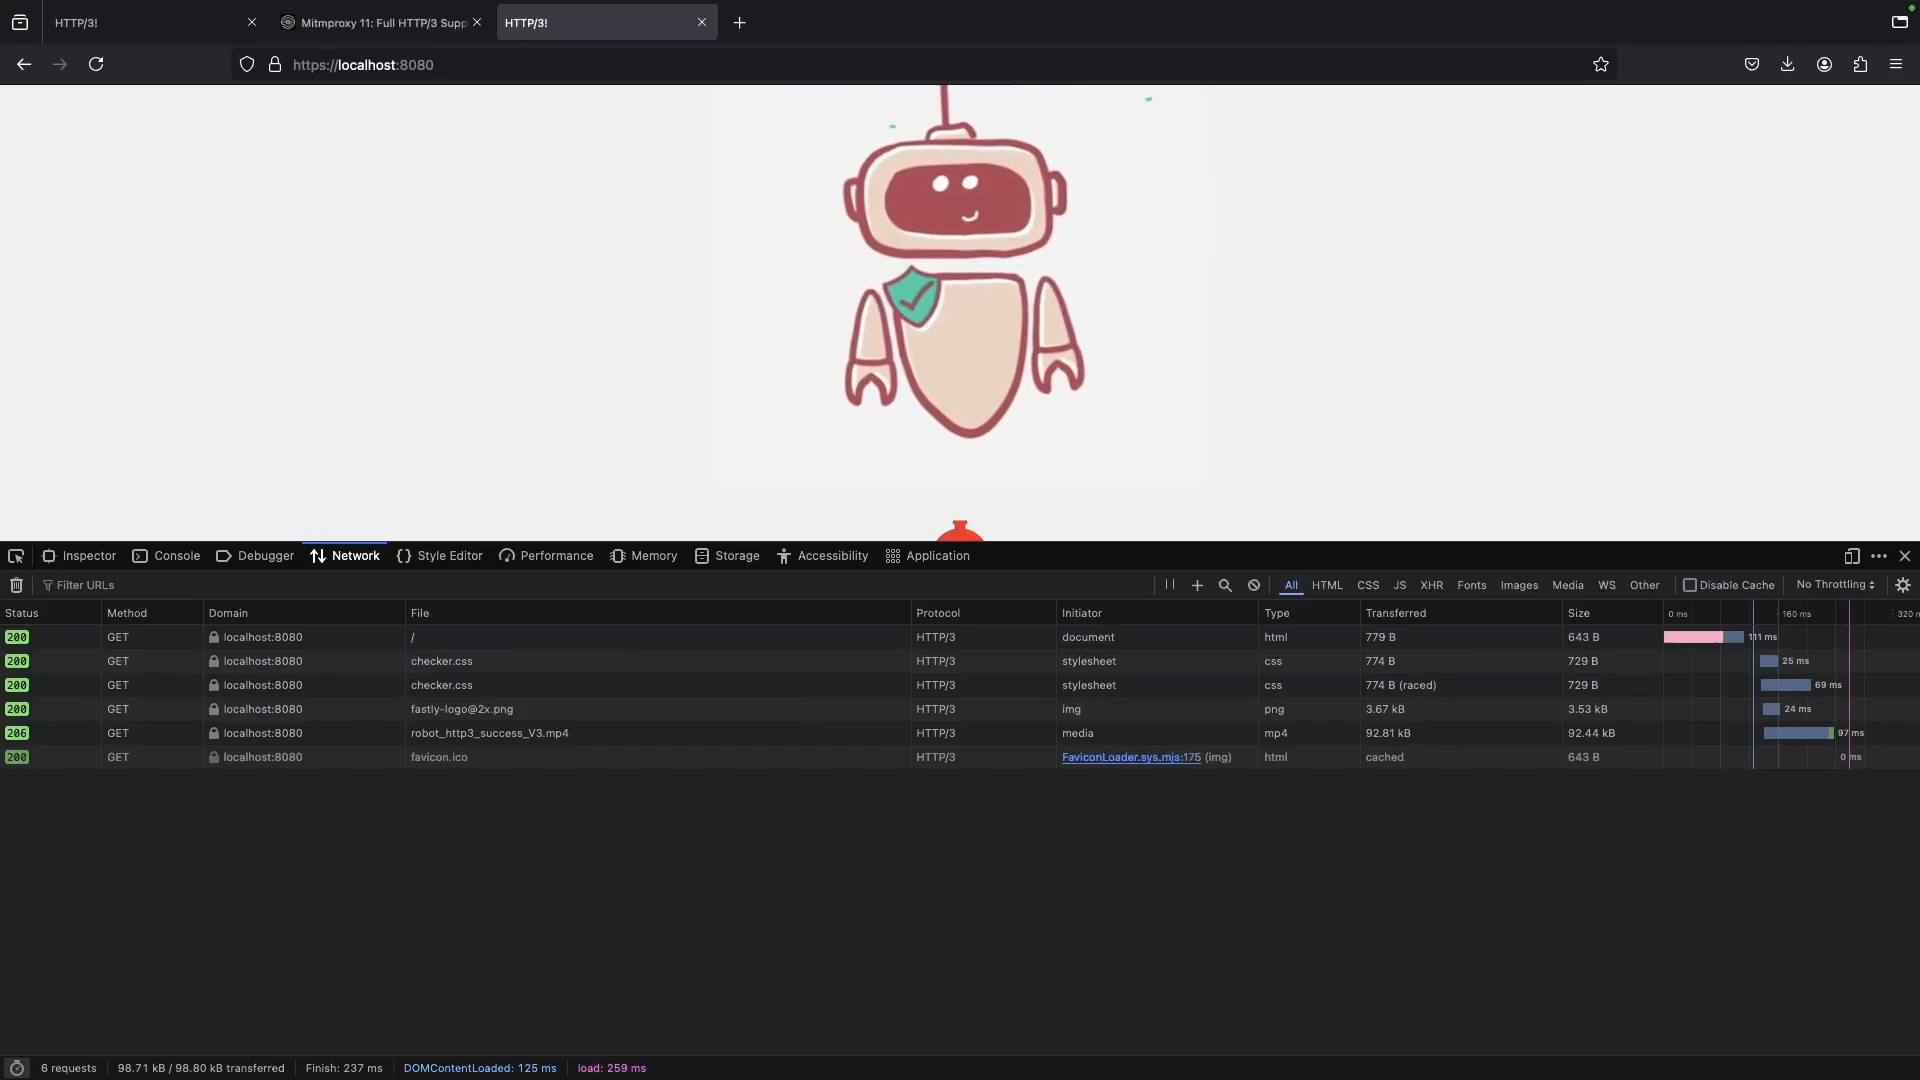 HTTP/3!
Mitmproxy 11: Full HTTP/3 Supp
HTTP/3!
https://localhost:8080
Inspector Console Debugger Network Style Editor Performance Memory Storage Accessibility Application
Filter URLs All HTML CSS JS XHR Fonts Images Media WS Other Disable Cache No Throttling
Status Method Domain File Protocol Initiator Type Transferred Size 0 ms 160 ms 320 m
200 GET localhost:8080 / HTTP/3 document html 779 B 643 B 111 ms
200 GET localhost:8080 checker.css HTTP/3 stylesheet css 774 B 729 B 25 ms
200 GET localhost:8080 checker.css HTTP/3 stylesheet css 774 B (raced) 729 B 69 ms
200 GET localhost:8080 fastly-logo@2x.png HTTP/3 img png 3.67 kB 3.53 kB 24 ms
206 GET localhost:8080 robot_http3_success_V3.mp4 HTTP/3 media mp4 92.81 kB 92.44 kB 97 ms
200 GET localhost:8080 favicon.ico HTTP/3 FaviconLoader.sys.mjs:175 (img) html cached 643 B 0 ms
6 requests 98.71 kB / 98.80 kB transferred Finish: 237 ms DOMContentLoaded: 125 ms load: 259 ms